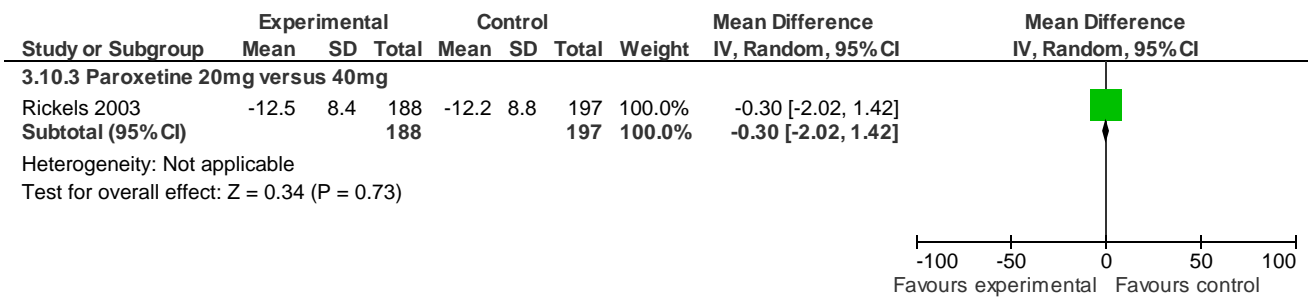 Experimental Control Mean Difference Mean Difference
Study or Subgroup Mean SD Total Mean SD Total Weight IV, Random, 95% CI IV, Random, 95% CI
3.10.3 Paroxetine 20mg versus 40mg
Rickels 2003 -12.5 8.4 188 -12.2 8.8 197 100.0% -0.30 [-2.02, 1.42]
Subtotal (95% CI) 188 197 100.0% -0.30 [-2.02, 1.42]
Heterogeneity: Not applicable
Test for overall effect: Z = 0.34 (P = 0.73)
-100 -50 0 50 100
Favours experimental Favours control